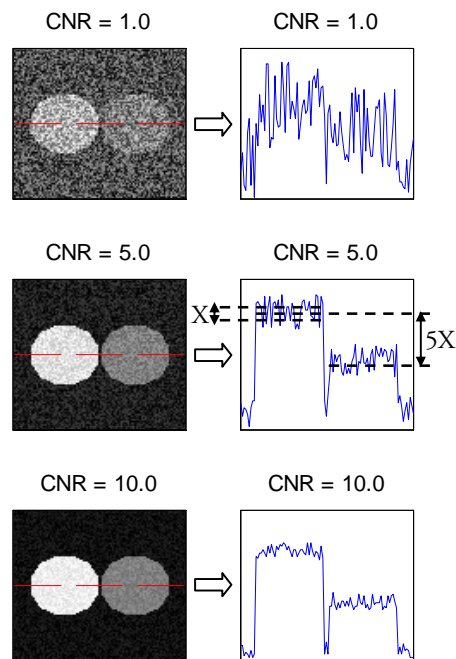 CNR = 1.0 CNR = 1.0
CNR = 5.0 CNR = 5.0
X
5X
CNR = 10.0 CNR = 10.0